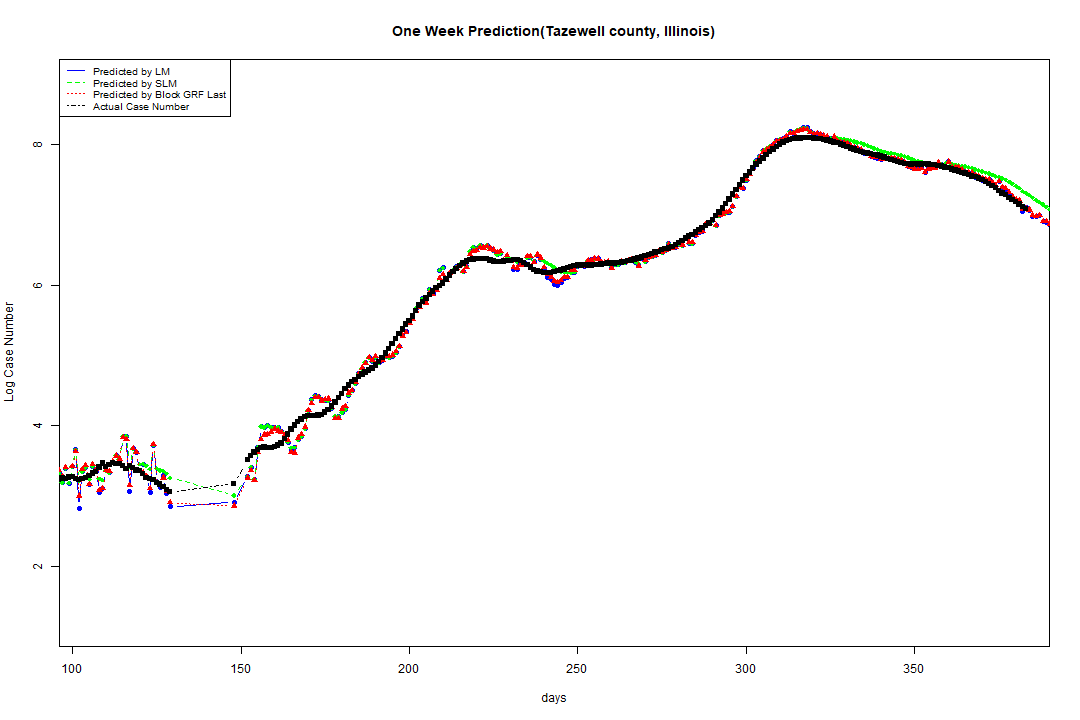 One Week Prediction(Tazewell county, Illinois)
Predicted by LM
Predicted by SLM
Predicted by Block GRF Last
Actual Case Number
8
6
4
2
Log Case Number
100 150 200 250 300 350
days